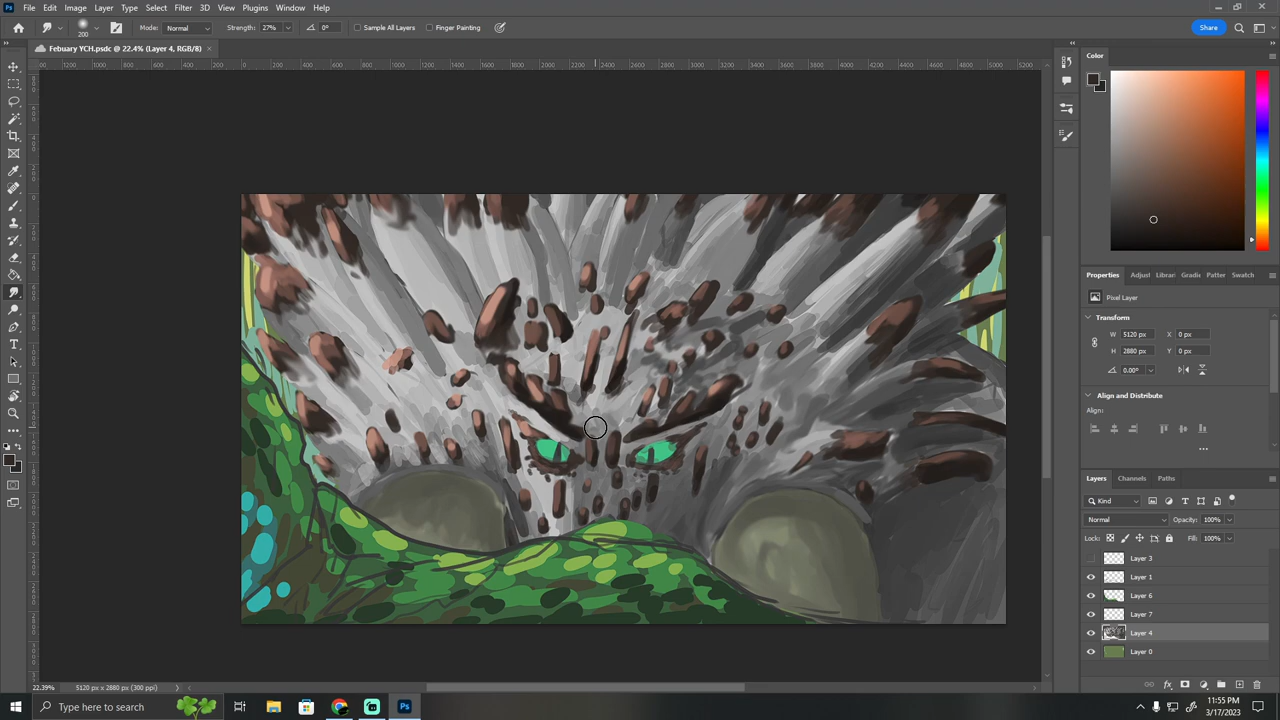 File Edit Image Layer Type Select Filter 3D View Plugins Window Help
Mode: Normal Strength: 27% 0° Sample All Layers Finger Painting Share
200
Febuary YCH.psdc @ 22.4% (Layer 4, RGB/8)
Color
Properties Adjust Librari Gradie Patter Swatch
Pixel Layer
Transform
W 5120 px X 0 px
H 2880 px Y 0 px
0.00°
Align and Distribute
Align:
Layers Channels Paths
Kind
Normal Opacity: 100%
Lock: Fill: 100%
Layer 3
Layer 1
Layer 6
Layer 7
Layer 4
Layer 0
22.39% 5120 px x 2880 px (300 ppi)
Type here to search
11:55 PM
3/17/2023